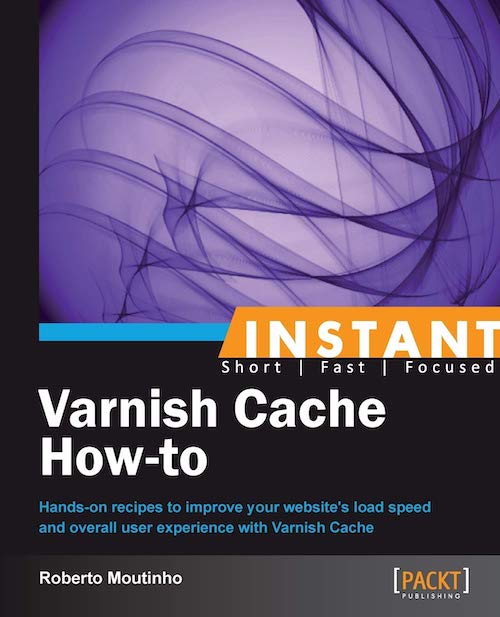 INSTANT
Short | Fast | Focused
Varnish Cache
How-to
Hands-on recipes to improve your website's load speed
and overall user experience with Varnish Cache
Roberto Moutinho
[PACKT]
PUBLISHING